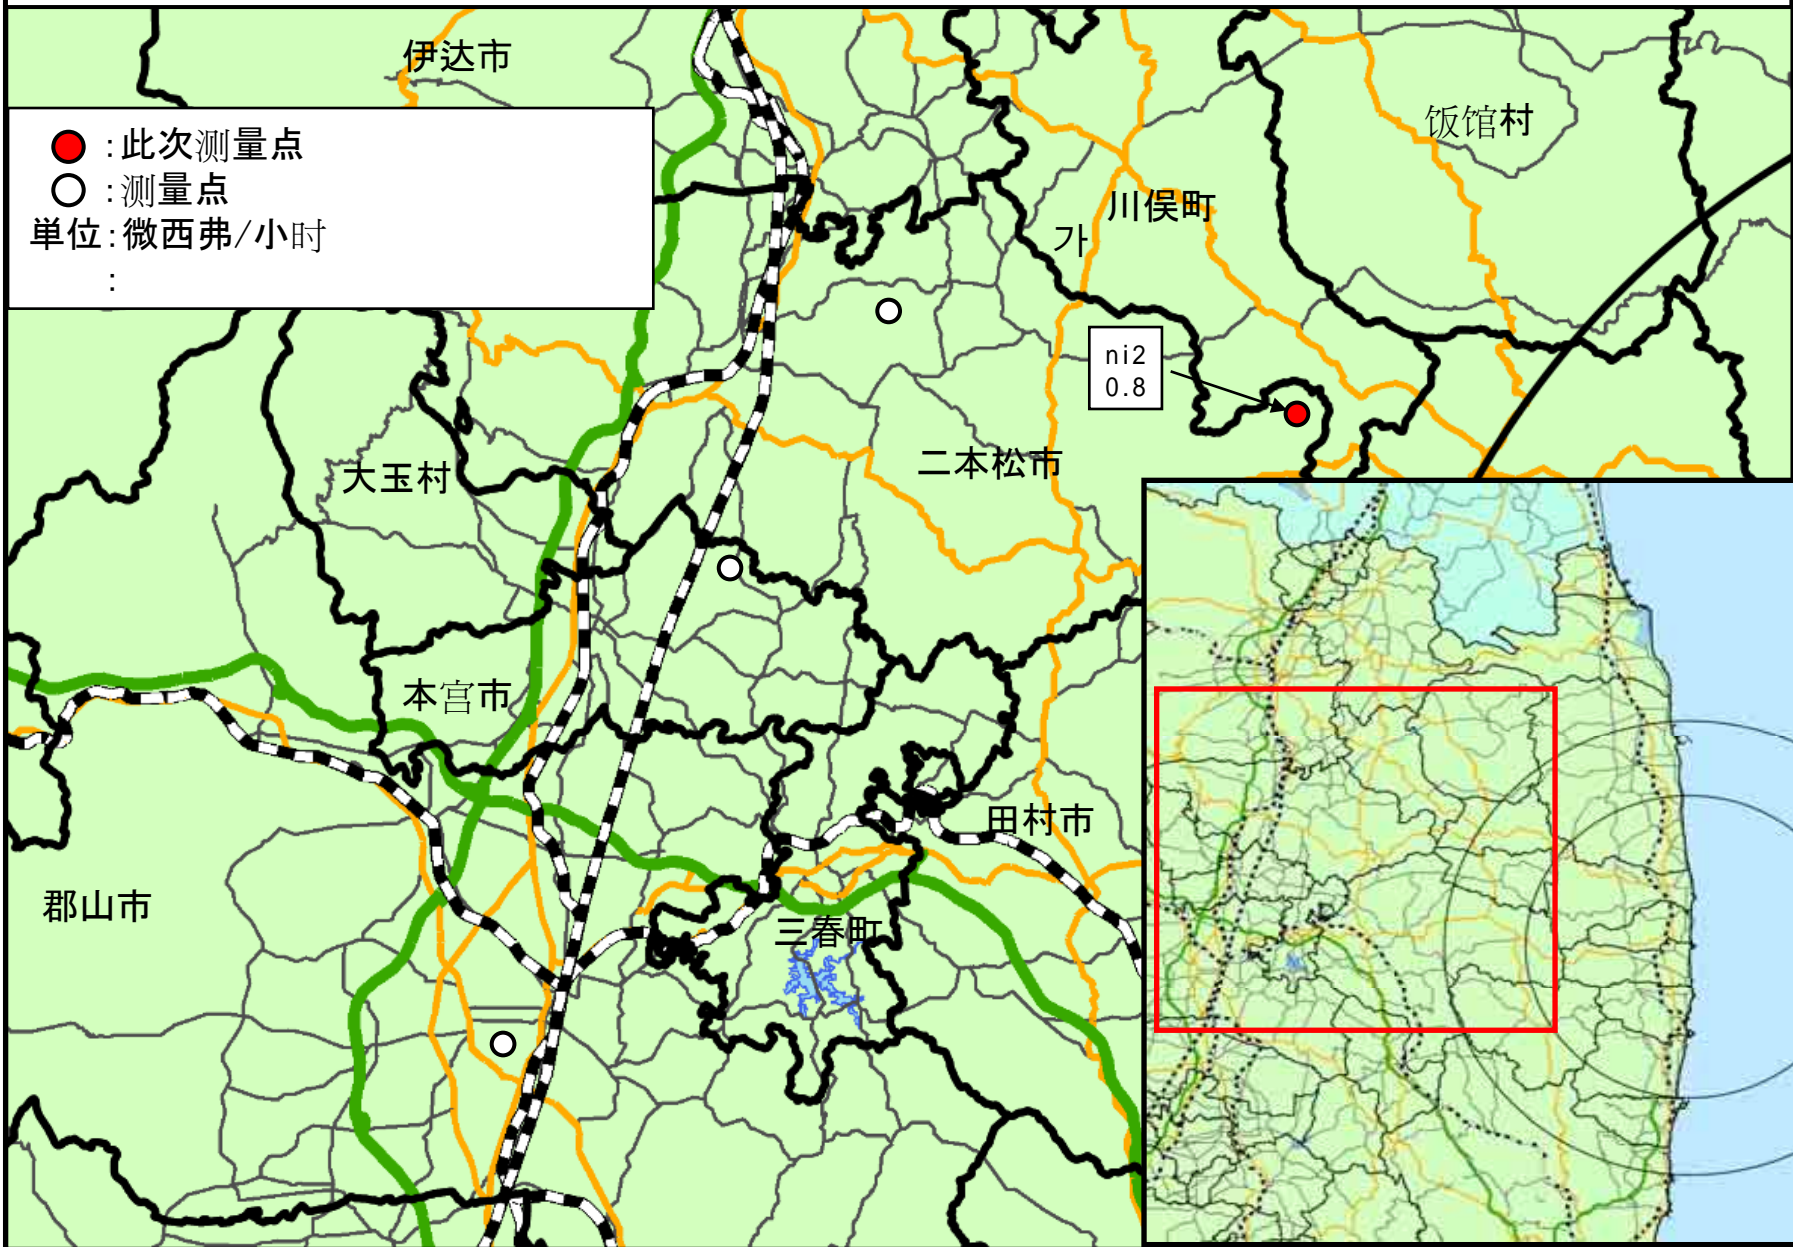 伊达市
●:此次测量点
○:测量点
単位:微西弗/小时
:
饭馆村
川俣町
가
ni2
0.8
大玉村
二本松市
本宫市
田村市
郡山市
三春町